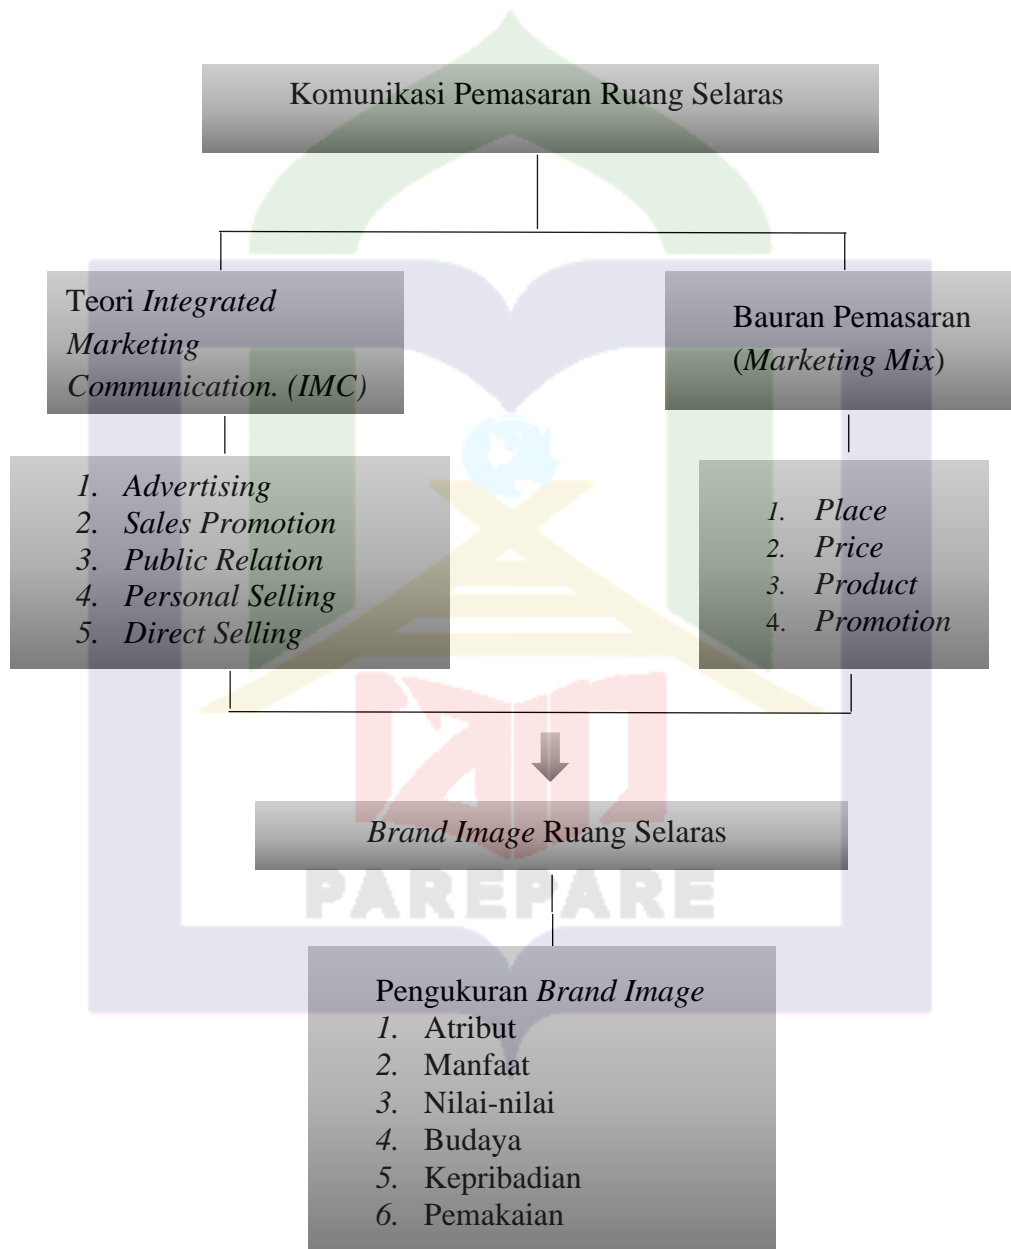 Komunikasi Pemasaran Ruang Selaras
Teori Integrated
Marketing
Communication. (IMC)
Bauran Pemasaran
(Marketing Mix)
1. Advertising
2. Sales Promotion
3. Public Relation
4. Personal Selling
5. Direct Selling
1. Place
2. Price
3. Product
4. Promotion
Brand Image Ruang Selaras
PAREPARE
Pengukuran Brand Image
1. Atribut
2. Manfaat
3. Nilai-nilai
4. Budaya
5. Kepribadian
6. Pemakaian